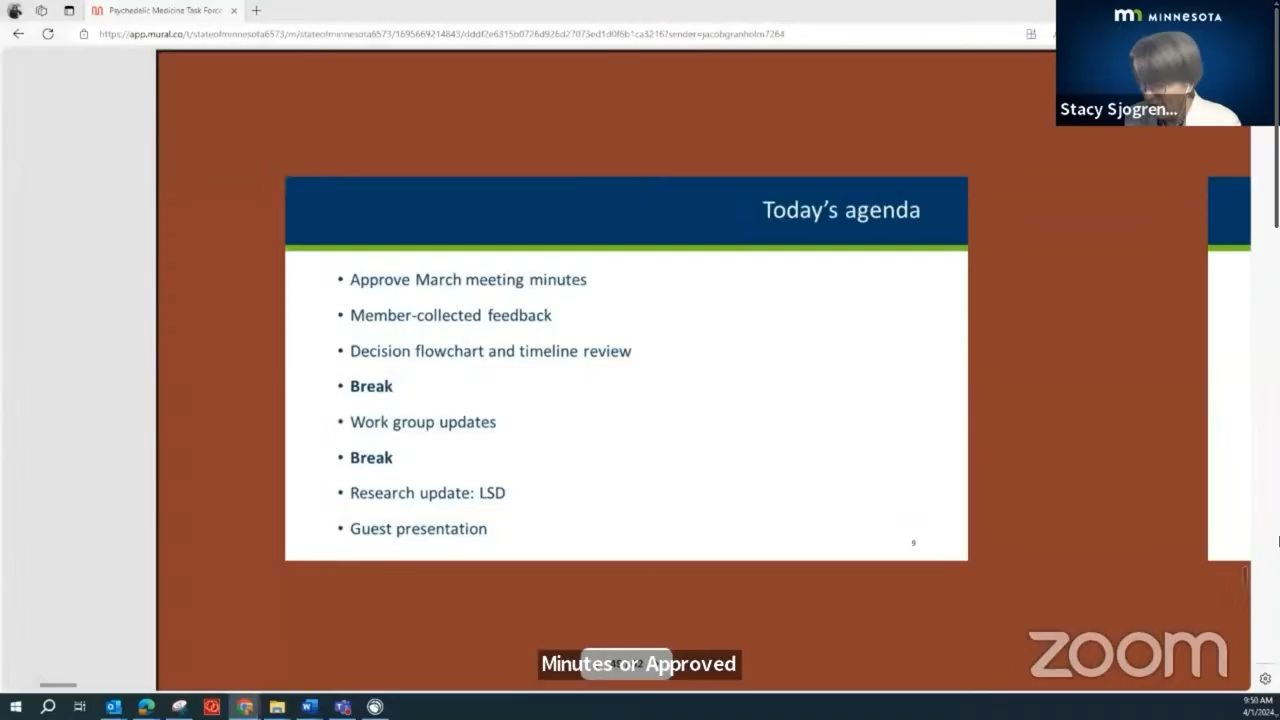 Psychedelic Medicine Task Forc
MINNESOTA
Stacy Sjogren...
Today's agenda
• Approve March meeting minutes
• Member-collected feedback
• Decision flowchart and timeline review
• Break
• Work group updates
• Break
• Research update: LSD
• Guest presentation
9
Minutes or Approved
zoom
9:50 AM
4/1/2024